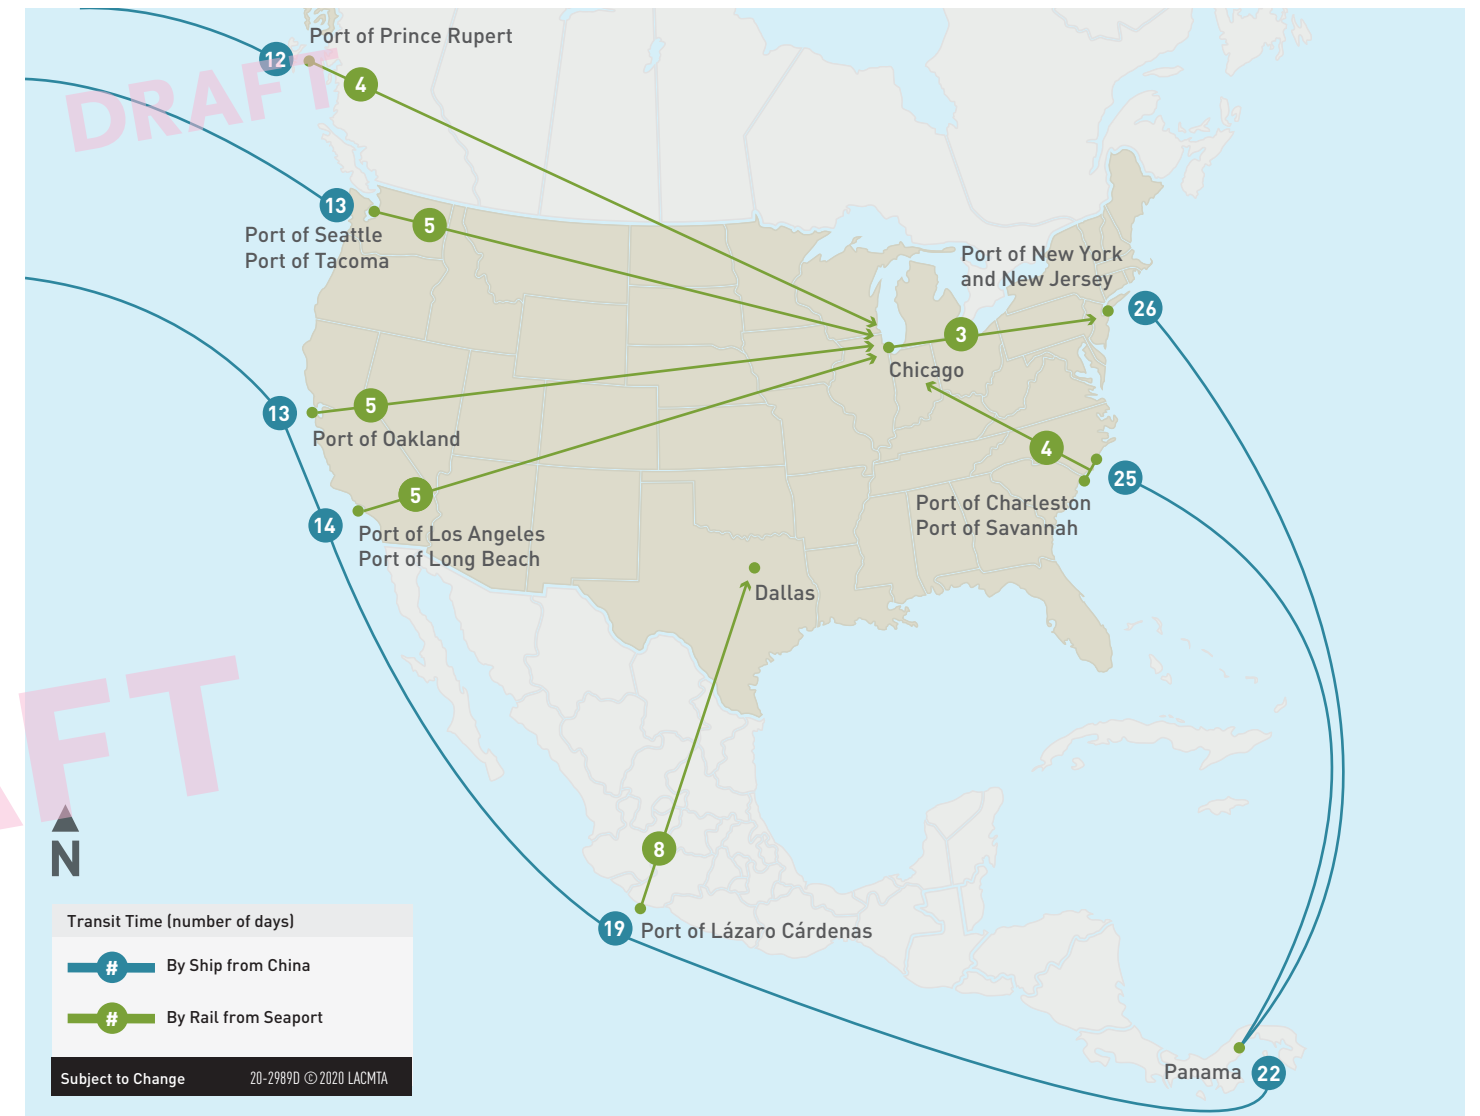 Port of Prince Rupert
12
4
DRAFT
13
5
Port of Seattle
Port of Tacoma
Port of New York
and New Jersey
26
3
Chicago
13
5
Port of Oakland
4
25
5
14
Port of Los Angeles
Port of Long Beach
Port of Charleston
Port of Savannah
Dallas
AFT
8
N
19
Port of Lázaro Cárdenas
Transit Time (number of days)
# By Ship from China
# By Rail from Seaport
Subject to Change 20-2989D ©2020 LACMTA
Panama 22